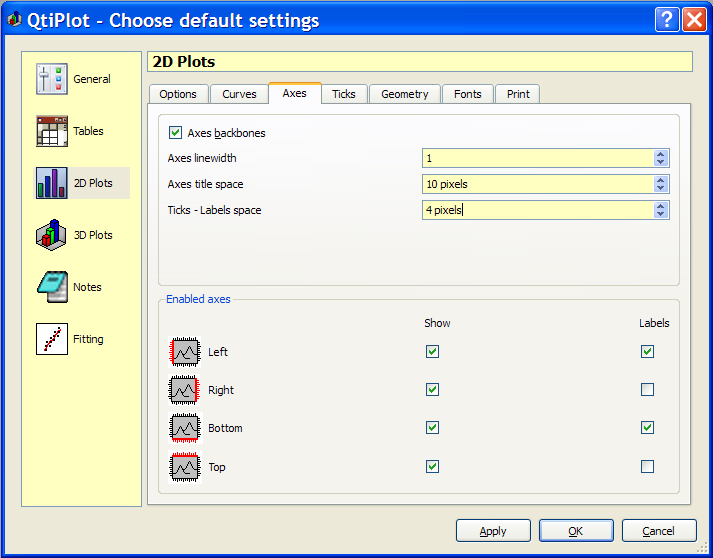 QtiPlot - Choose default settings
General
Tables
2D Plots
3D Plots
Notes
Fitting
2D Plots
Options Curves Axes Ticks Geometry Fonts Print
Axes backbones
Axes linewidth 1
Axes title space 10 pixels
Ticks - Labels space 4 pixels
Enabled axes
Show Labels
Left
Right
Bottom
Top
Apply OK Cancel